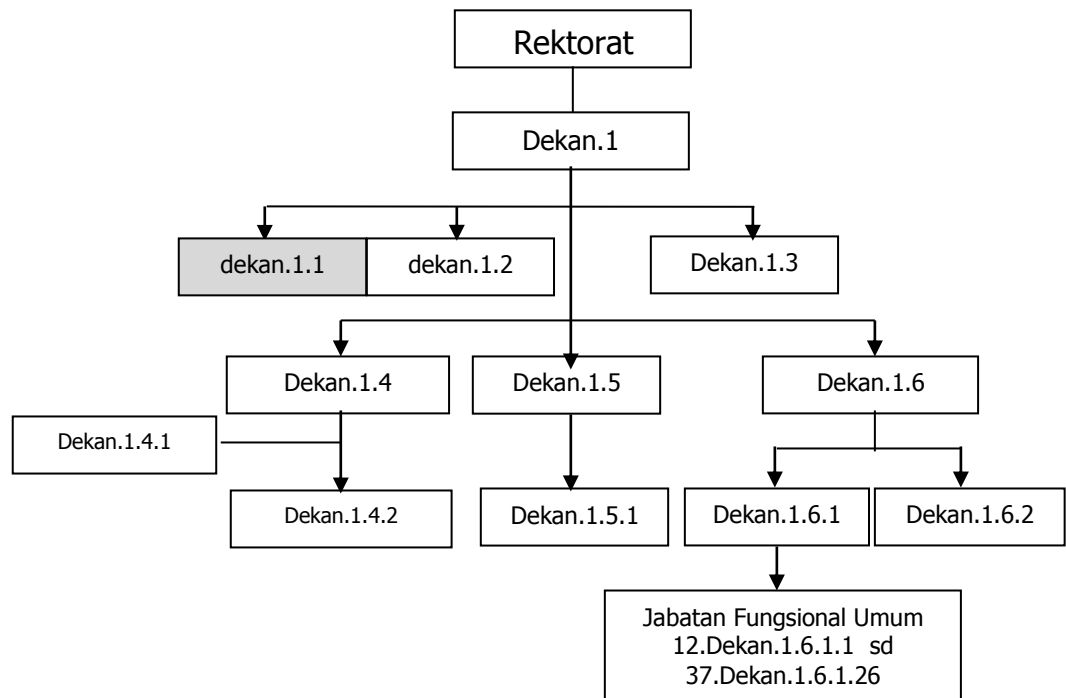 Rektorat
Dekan.1
dekan.1.1
dekan.1.2
Dekan.1.3
Dekan.1.4
Dekan.1.5
Dekan.1.6
Dekan.1.4.1
Dekan.1.4.2
Dekan.1.5.1
Dekan.1.6.1
Dekan.1.6.2
Jabatan Fungsional Umum
12.Dekan.1.6.1.1 sd
37.Dekan.1.6.1.26